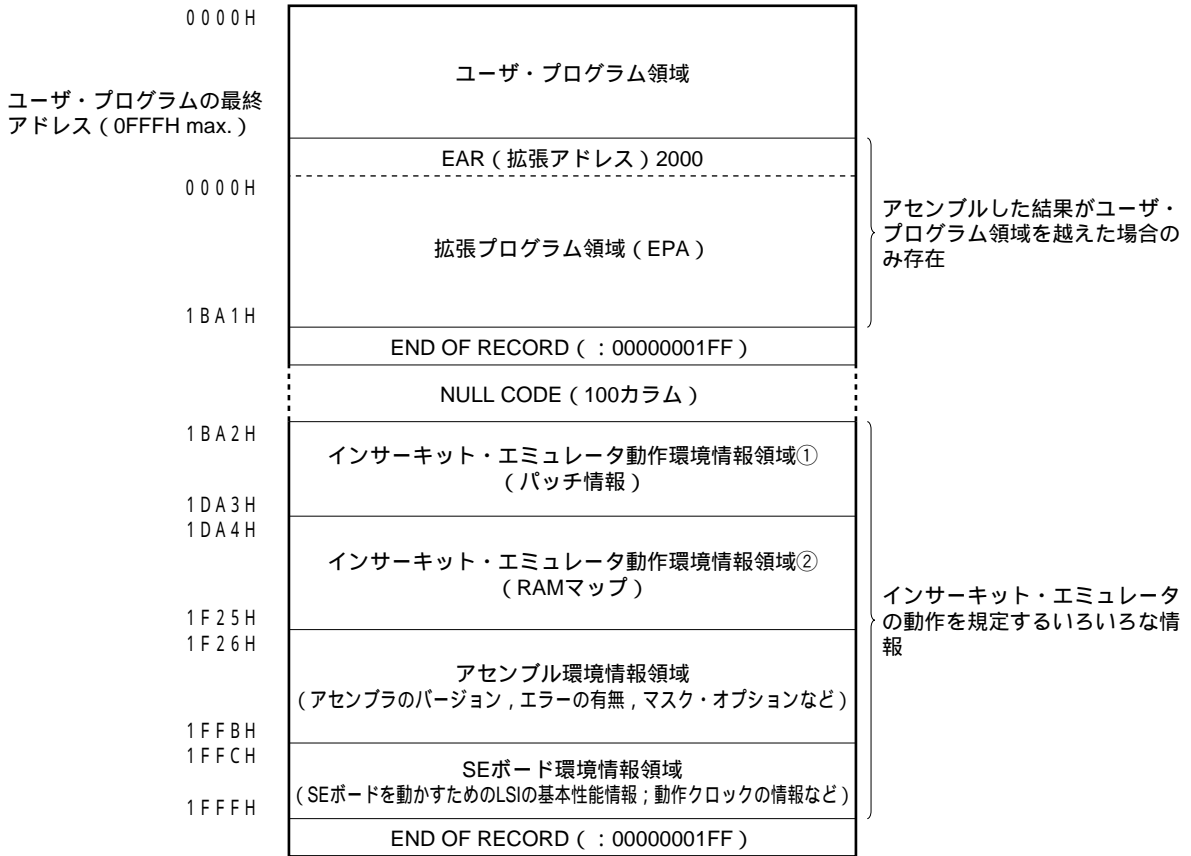 0000H
ユーザ・プログラム領域
ユーザ・プログラムの最終
アドレス（0FFFH max.）
EAR（拡張アドレス）2000
0000H
拡張プログラム領域（EPA）
アセンブルした結果がユーザ・
プログラム領域を越えた場合の
み存在
1BA1H
END OF RECORD（：00000001FF）
NULL CODE（100カラム）
1BA2H
インサーキット・エミュレータ動作環境情報領域①
（パッチ情報）
1DA3H
1DA4H
インサーキット・エミュレータ動作環境情報領域②
（RAMマップ）
1F25H
インサーキット・エミュレータ
の動作を規定するいろいろな情
報
1F26H
アセンブル環境情報領域
（アセンブラのバージョン，エラーの有無，マスク・オプションなど）
1FFBH
1FFCH
SEボード環境情報領域
（SEボードを動かすためのLSIの基本性能情報；動作クロックの情報など）
1FFFH
END OF RECORD（：00000001FF）